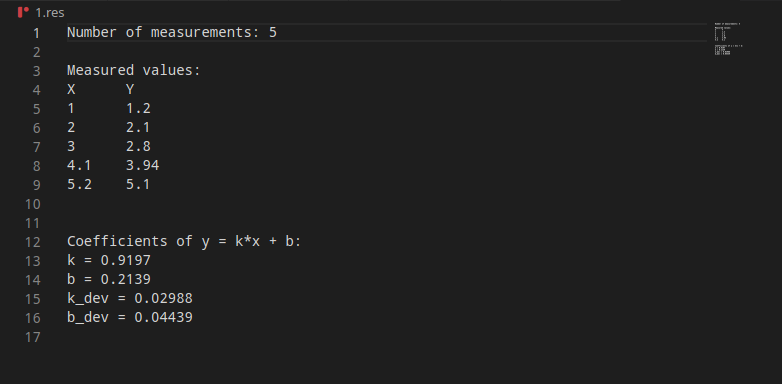 1.res
1 Number of measurements: 5
2
3 Measured values:
4 X Y
5 1 1.2
6 2 2.1
7 3 2.8
8 4.1 3.94
9 5.2 5.1
10
11
12 Coefficients of y = k*x + b:
13 k = 0.9197
14 b = 0.2139
15 k_dev = 0.02988
16 b_dev = 0.04439
17